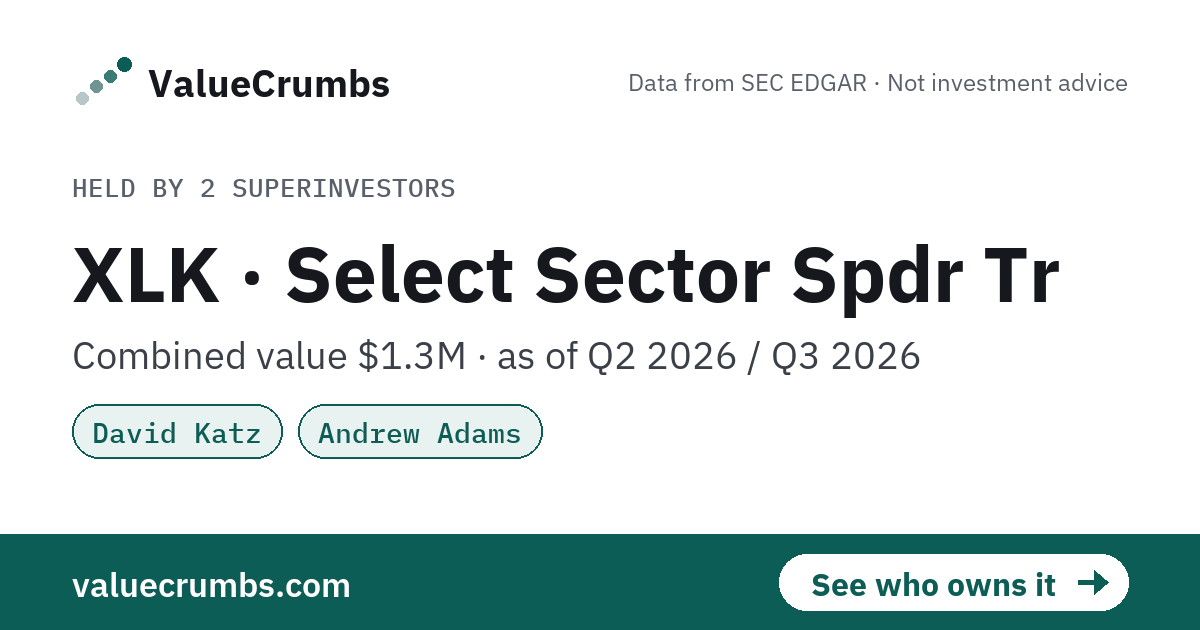 ValueCrumbs
Data from SEC EDGAR · Not investment advice
HELD BY 2 SUPERINVESTORS
XLK · Select Sector Spdr Tr
Combined value $1.3M · as of Q2 2026 / Q3 2026
David Katz
Andrew Adams
valuecrumbs.com
See who owns it